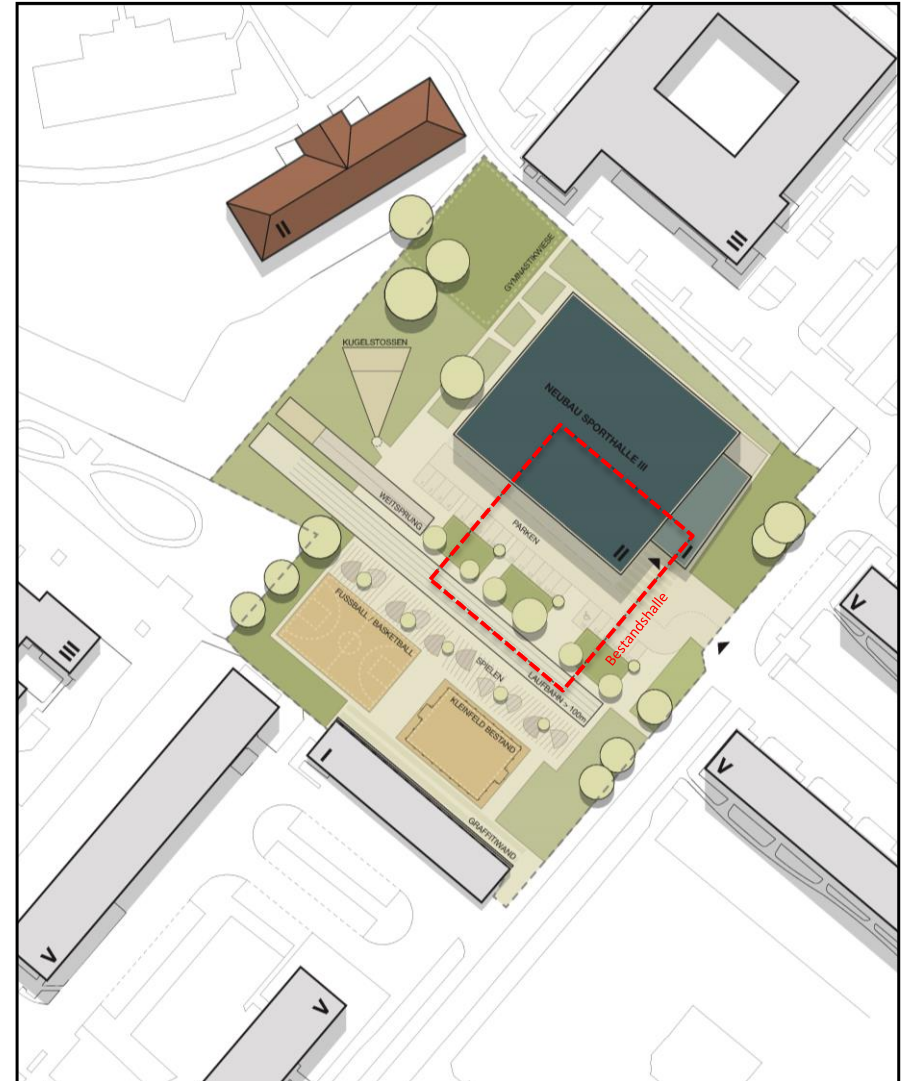 II
III
GYMNASTIKWIESE
KUGELSTOSSEN
NEUBAU SPORTHALLE III
WEITSPRUNG
PARKEN
II
I
Bestandshalle
FUSSBALL / BASKETBALL
SPIELEN
LAUFBAHN > 100m
KLEINFELD BESTAND
GRAFFITIWAND
I
III
V
V
V
V